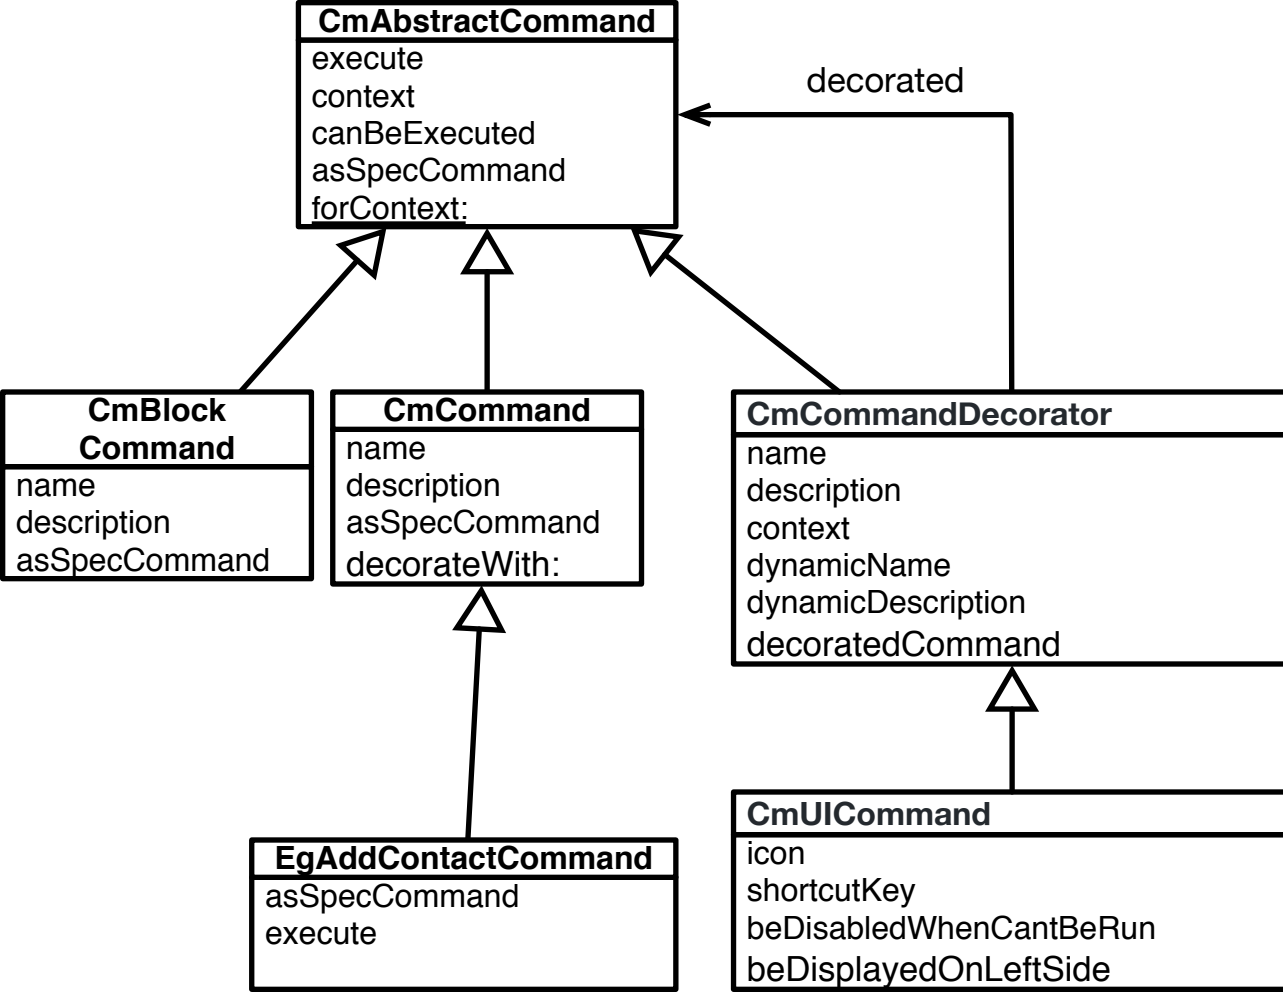 CmAbstractCommand
execute
context
canBeExecuted
asSpecCommand
forContext:
decorated
CmBlock
Command
name
description
asSpecCommand
CmCommand
name
description
asSpecCommand
decorateWith:
CmCommandDecorator
name
description
context
dynamicName
dynamicDescription
decoratedCommand
EgAddContactCommand
asSpecCommand
execute
CmUICommand
icon
shortcutKey
beDisabledWhenCantBeRun
beDisplayedOnLeftSide